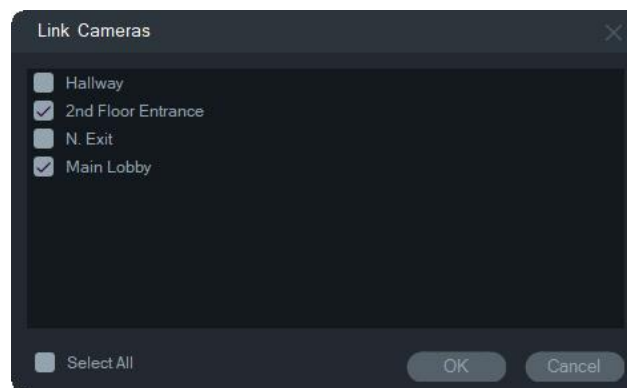 Link Cameras
Hallway
2nd Floor Entrance
N. Exit
Main Lobby
Select All
OK
Cancel